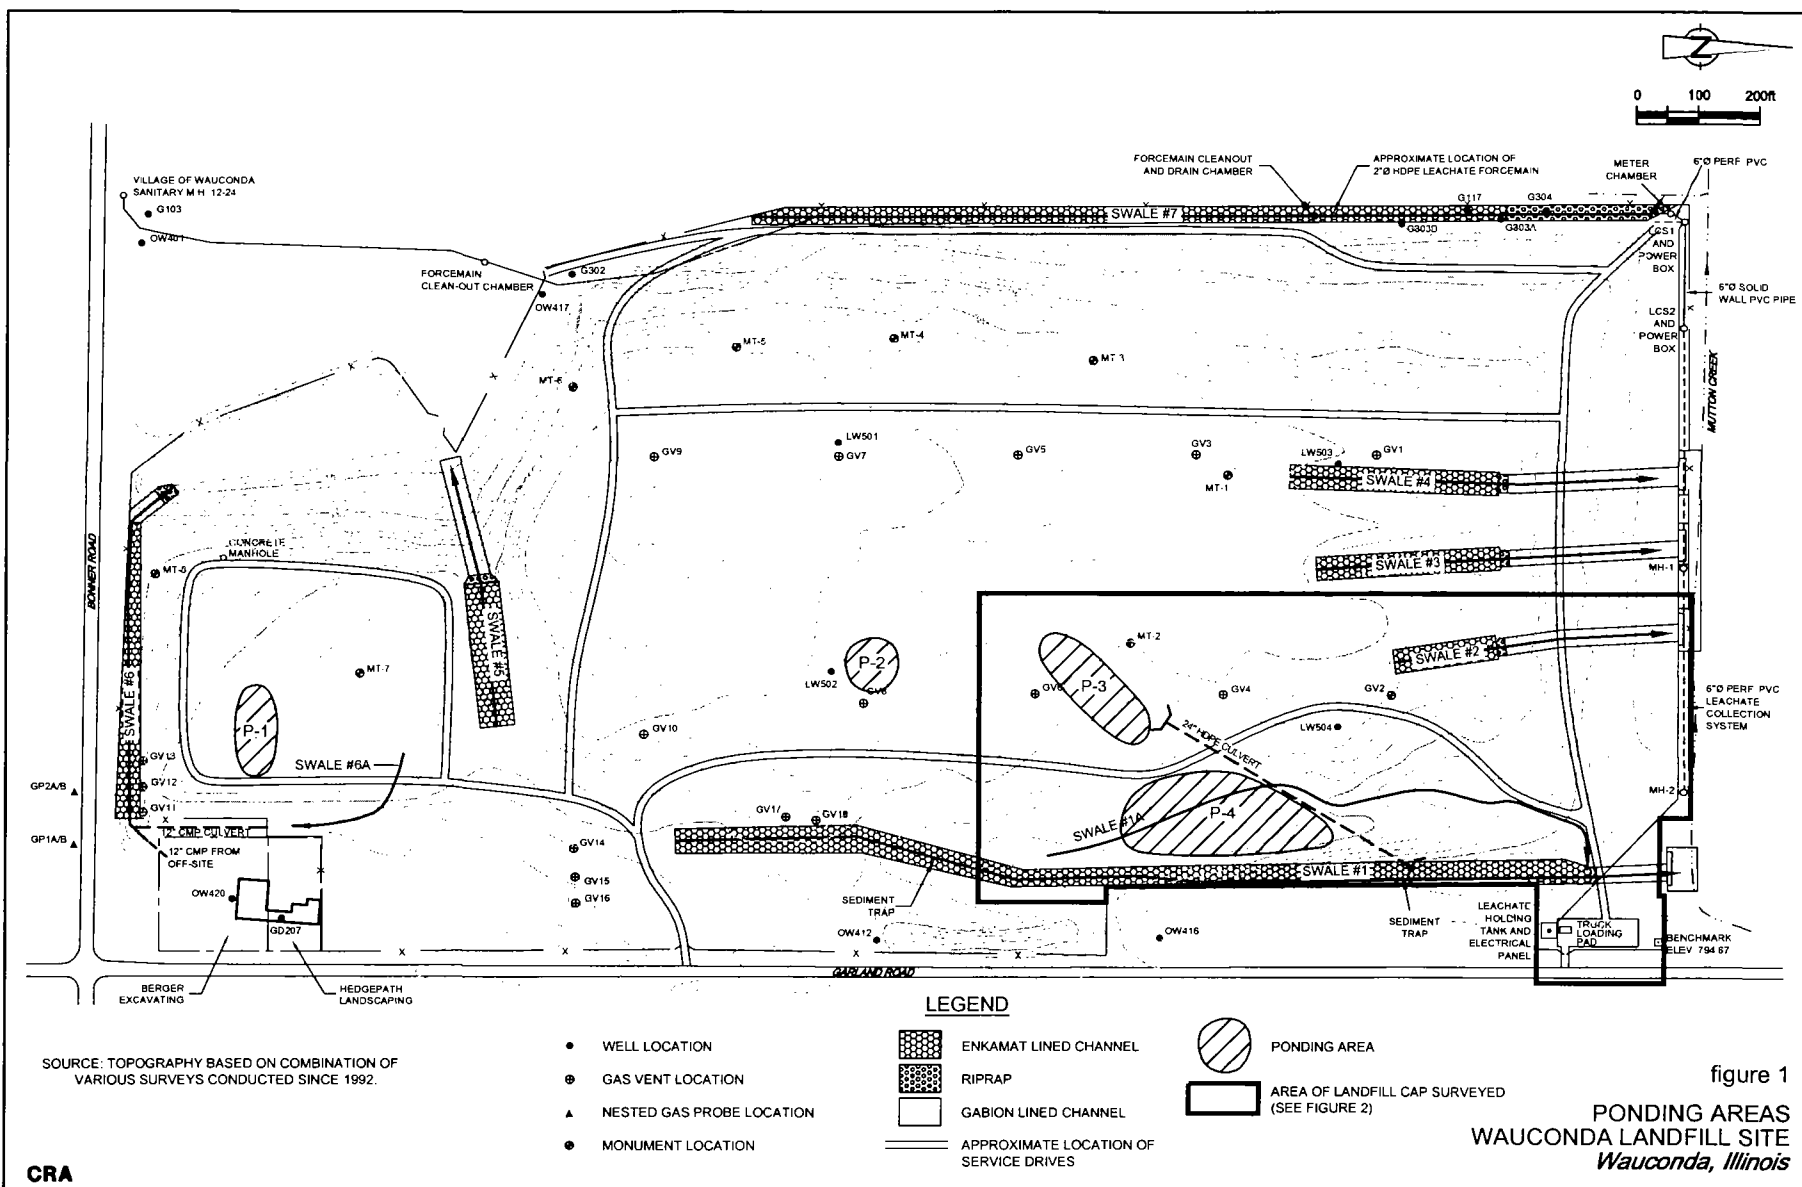 N
0 100 200ft
VILLAGE OF WAUCONDA
SANITARY M H 12-24
G103
OW401
FORCEMAIN
CLEAN-OUT CHAMBER
G302
OW417
FORCEMAIN CLEANOUT
AND DRAIN CHAMBER
APPROXIMATE LOCATION OF
2"Ø HDPE LEACHATE FORCEMAIN
METER
CHAMBER
6"Ø PERF PVC
SWALE #7
G117
G304
G303D
G303A
LCS1
AND
POWER
BOX
6"Ø SOLID
WALL PVC PIPE
LCS2
AND
POWER
BOX
MUTTON CREEK
MT-5
MT-4
MT 3
MT-6
GV9
LW501
GV7
GV5
GV3
MT-1
LW503
GV1
SWALE #4
SWALE #3
MH-1
BONNER ROAD
CONCRETE
MANHOLE
MT-8
SWALE #5
SWALE #6
MT-7
P-1
P-2
LW502
GV8
GV10
MT-2
P-3
GV6
GV4
GV2
SWALE #2
LW504
24" HDPE CULVERT
6"Ø PERF PVC
LEACHATE
COLLECTION
SYSTEM
MH-2
SWALE #6A
GV13
GV12
GV11
GP2A/B
GP1A/B
12" CMP CULVERT
12" CMP FROM
OFF-SITE
OW420
GD207
GV17
GV18
GV14
GV15
GV16
SWALE #1A
P-4
SWALE #1
SEDIMENT
TRAP
SEDIMENT
TRAP
OW412
OW416
LEACHATE
HOLDING
TANK AND
ELECTRICAL
PANEL
TRUCK
LOADING
PAD
BENCHMARK
ELEV 794 67
GARLAND ROAD
BERGER
EXCAVATING
HEDGEPATH
LANDSCAPING
LEGEND
WELL LOCATION
GAS VENT LOCATION
NESTED GAS PROBE LOCATION
MONUMENT LOCATION
ENKAMAT LINED CHANNEL
RIPRAP
GABION LINED CHANNEL
APPROXIMATE LOCATION OF
SERVICE DRIVES
PONDING AREA
AREA OF LANDFILL CAP SURVEYED
(SEE FIGURE 2)
SOURCE: TOPOGRAPHY BASED ON COMBINATION OF
VARIOUS SURVEYS CONDUCTED SINCE 1992.
figure 1
PONDING AREAS
WAUCONDA LANDFILL SITE
Wauconda, Illinois
CRA